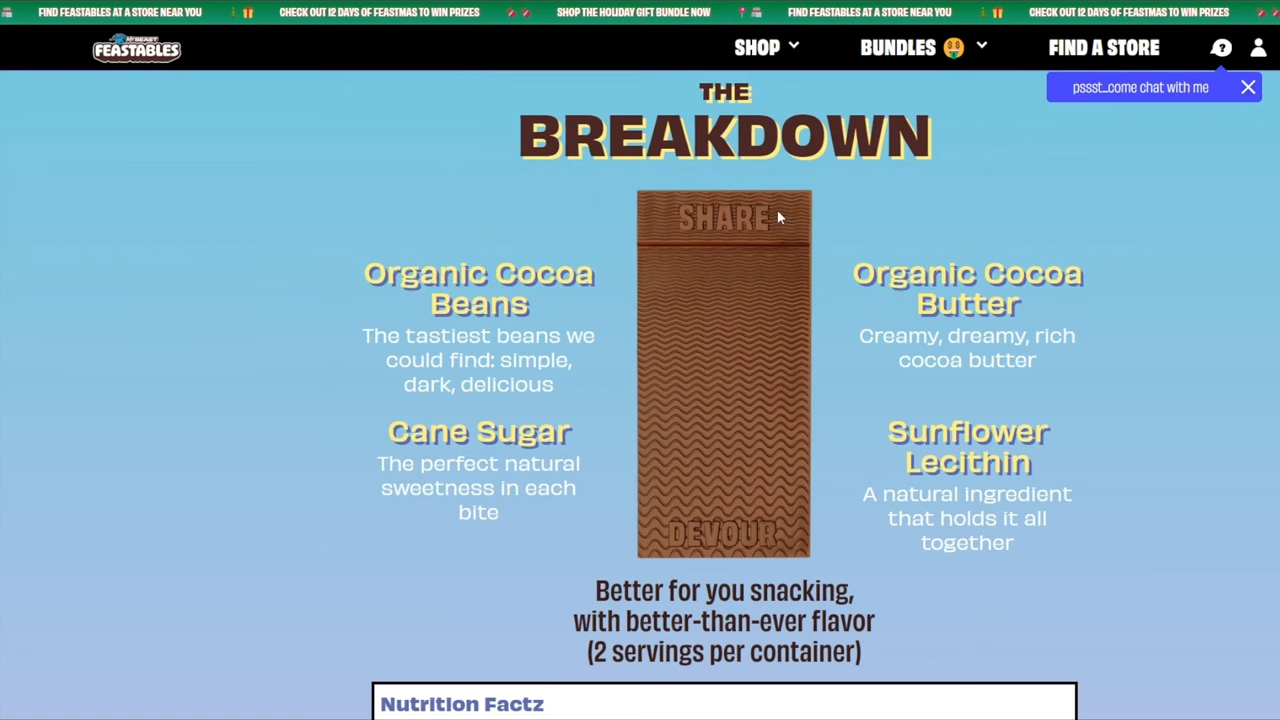 FIND FEASTABLES AT A STORE NEAR YOU CHECK OUT 12 DAYS OF FEASTMAS TO WIN PRIZES SHOP THE HOLIDAY GIFT BUNDLE NOW FIND FEASTABLES AT A STORE NEAR YOU CHECK OUT 12 DAYS OF FEASTMAS TO WIN PRIZES
MRBEAST
FEASTABLES
SHOP BUNDLES FIND A STORE ?
pssst...come chat with me
THE
BREAKDOWN
SHARE
Organic Cocoa
Beans
The tastiest beans we
could find: simple,
dark, delicious
Cane Sugar
The perfect natural
sweetness in each
bite
Organic Cocoa
Butter
Creamy, dreamy, rich
cocoa butter
Sunflower
Lecithin
A natural ingredient
that holds it all
together
DEVOUR
Better for you snacking,
with better-than-ever flavor
(2 servings per container)
Nutrition Factz